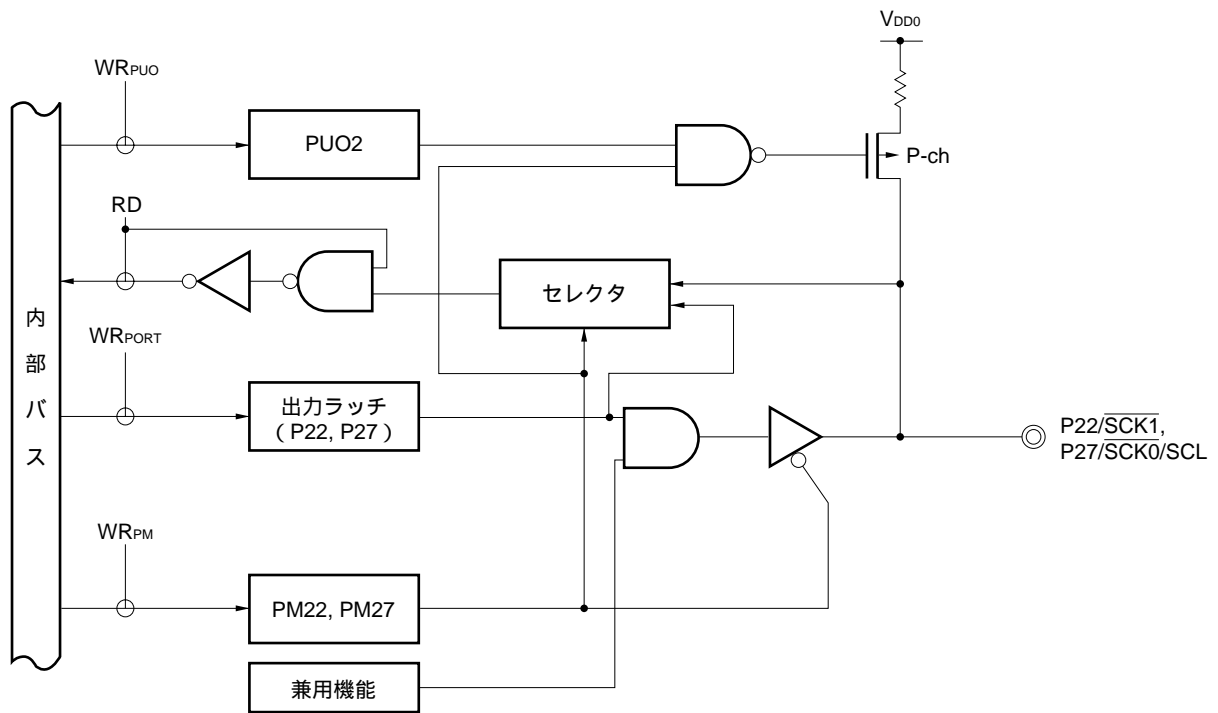 VDD0
WRPUO
PUO2
P-ch
RD
セレクタ
内部バス
WRPORT
出力ラッチ
(P22, P27)
P22/SCK1,
P27/SCK0/SCL
WRPM
PM22, PM27
兼用機能